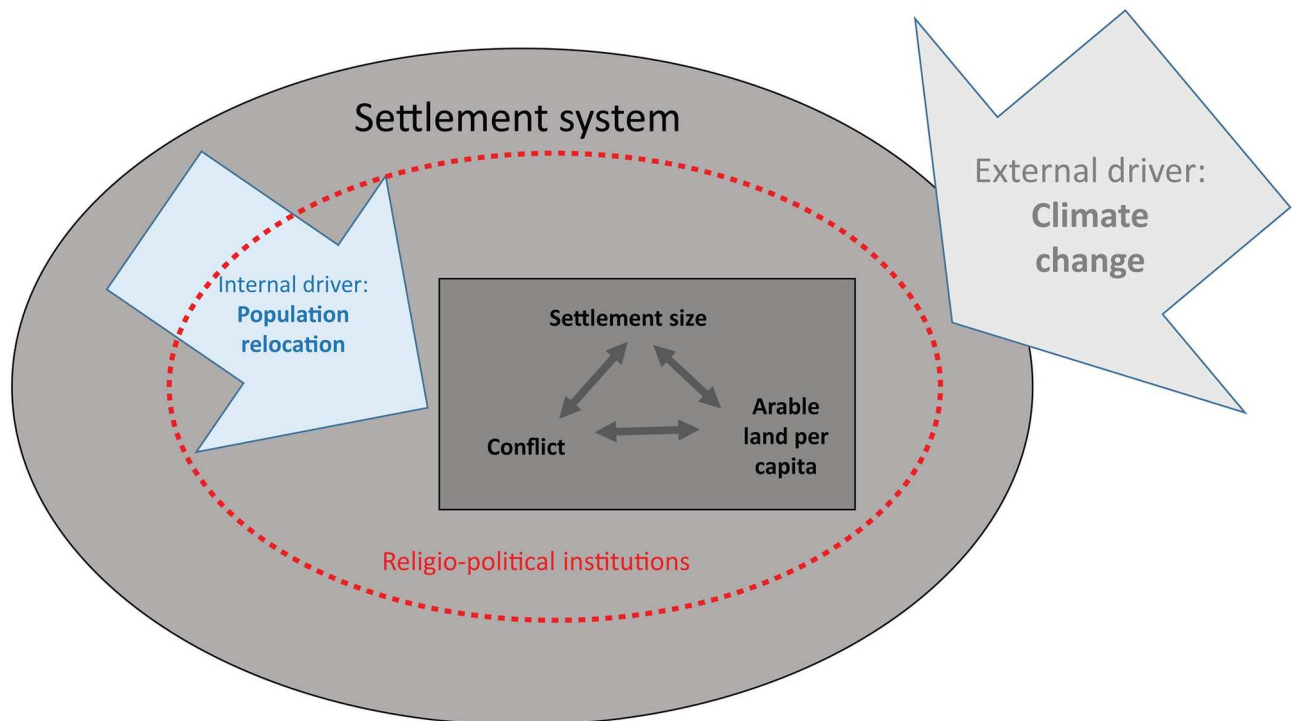 Settlement system
External driver:
Climate
change
Internal driver:
Population
relocation
Settlement size
Conflict
Arable
land per
capita
Religio-political institutions